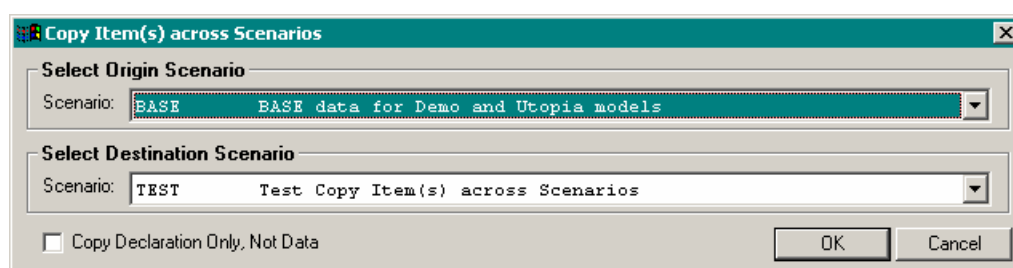 Copy Item(s) across Scenarios
Select Origin Scenario
Scenario: BASE BASE data for Demo and Utopia models
Select Destination Scenario
Scenario: TEST Test Copy Item(s) across Scenarios
Copy Declaration Only, Not Data OK Cancel